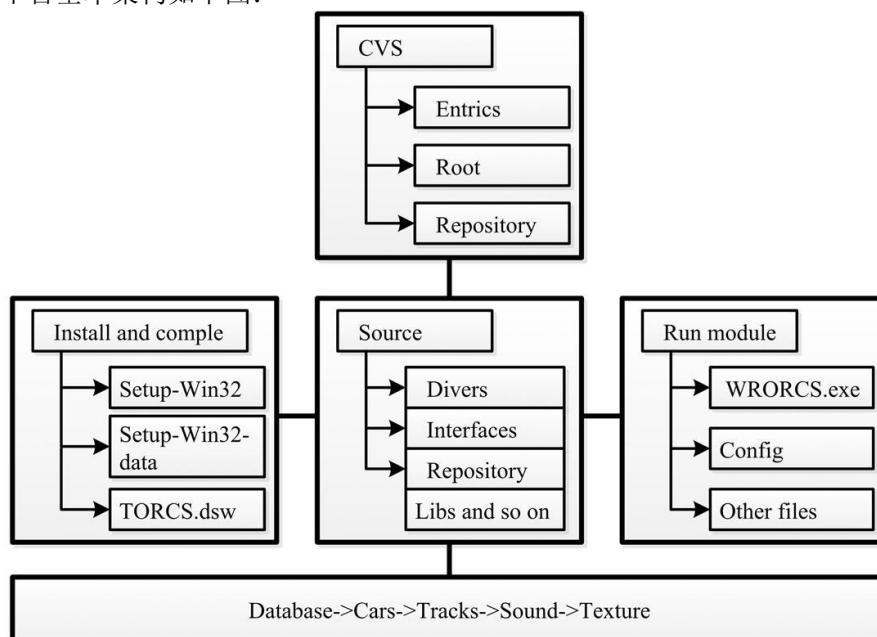 CVS
Entrics
Root
Repository
Install and comple
Setup-Win32
Setup-Win32-
data
TORCS.dsw
Source
Divers
Interfaces
Repository
Libs and so on
Run module
WRORCS.exe
Config
Other files
Database->Cars->Tracks->Sound->Texture